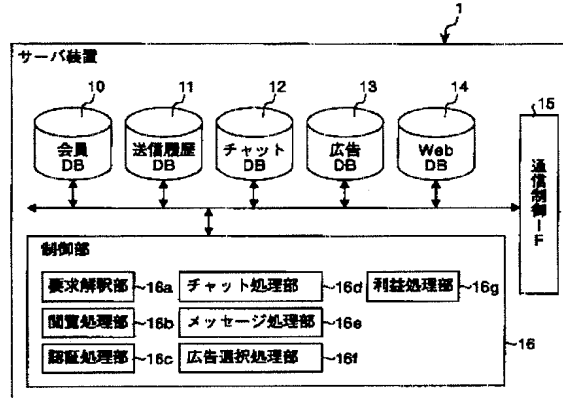 1
サーバ装置
10
11
12
13
14
15
会員
DB
送信履歴
DB
チャット
DB
広告
DB
Web
DB
通信制御IF
制御部
要求解釈部 16a
チャット処理部 16d
利益処理部 16g
閲覧処理部 16b
メッセージ処理部 16e
認証処理部 16c
広告選択処理部 16f
16